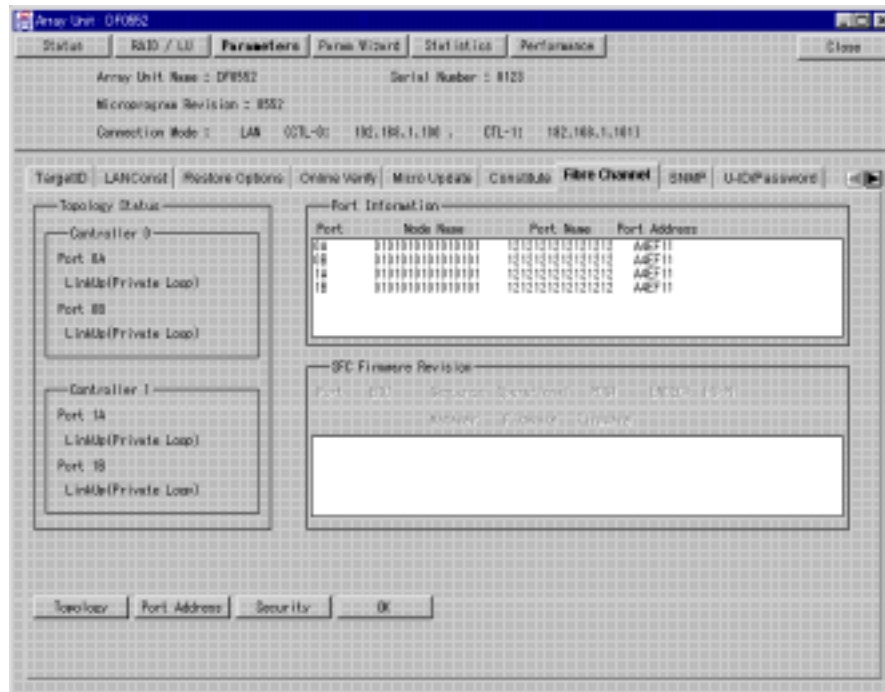 Array Unit : DF0552
Status RAID / LU Parameters Param Wizard Statistics Performance Close
Array Unit Name : DF0552 Serial Number : 0123
Microprogram Revision : 0552
Connection Mode : LAN (CTL-0: 192.168.1.100 , CTL-1: 192.168.1.101)
TargetID LANConst Restore Options Online Verify Micro Update Constitute Fibre Channel SNMP U-ID/Password
Topology Status
Controller 0
Port 0A
LinkUp(Private Loop)
Port 0B
LinkUp(Private Loop)
Controller 1
Port 1A
LinkUp(Private Loop)
Port 1B
LinkUp(Private Loop)
Port Information
Port Node Name Port Name Port Address
0A 0101010101010101 1212121212121212 A4EF11
0B 0101010101010101 1212121212121212 A4EF11
1A 0101010101010101 1212121212121212 A4EF11
1B 0101010101010101 1212121212121212 A4EF11
Firmware Revision
Port
Topology Port Address Security OK